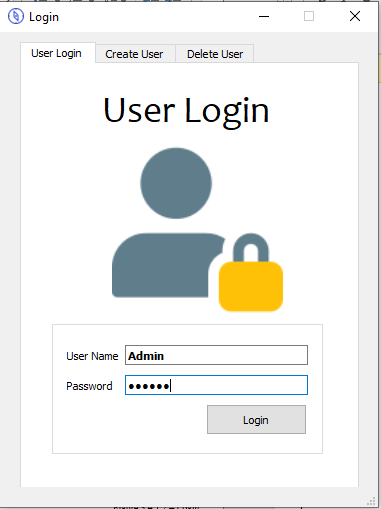 Login
User Login
Create User
Delete User
User Login
User Name
Admin
Password
••••••
Login